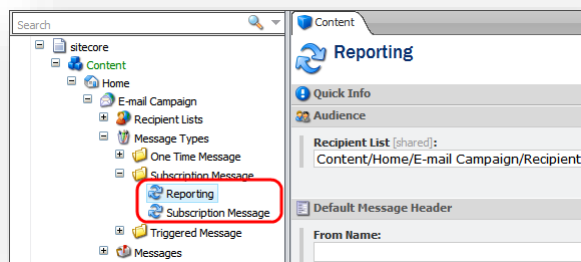 Search
sitecore
Content
Home
E-mail Campaign
Recipient Lists
Message Types
One Time Message
Subscription Message
Reporting
Subscription Message
Triggered Message
Messages
Content
Reporting
Quick Info
Audience
Recipient List [shared]:
Content/Home/E-mail Campaign/Recipient
Default Message Header
From Name: